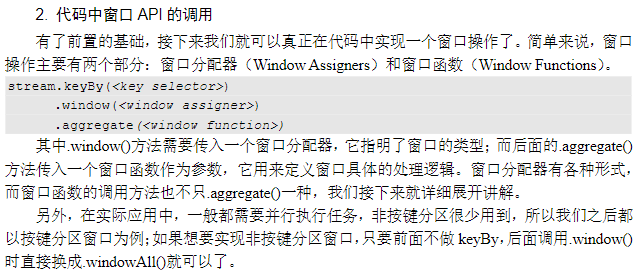 2. 代码中窗口 API 的调用
有了前置的基础，接下来我们就可以真正在代码中实现一个窗口操作了。简单来说，窗口
操作主要有两个部分：窗口分配器（Window Assigners）和窗口函数（Window Functions）。
stream.keyBy(<key selector>)
.window(<window assigner>)
.aggregate(<window function>)
其中.window()方法需要传入一个窗口分配器，它指明了窗口的类型；而后面的.aggregate()
方法传入一个窗口函数作为参数，它用来定义窗口具体的处理逻辑。窗口分配器有各种形式，
而窗口函数的调用方法也不只.aggregate()一种，我们接下来就详细展开讲解。
另外，在实际应用中，一般都需要并行执行任务，非按键分区很少用到，所以我们之后都
以按键分区窗口为例；如果想要实现非按键分区窗口，只要前面不做 keyBy，后面调用.window()
时直接换成.windowAll()就可以了。